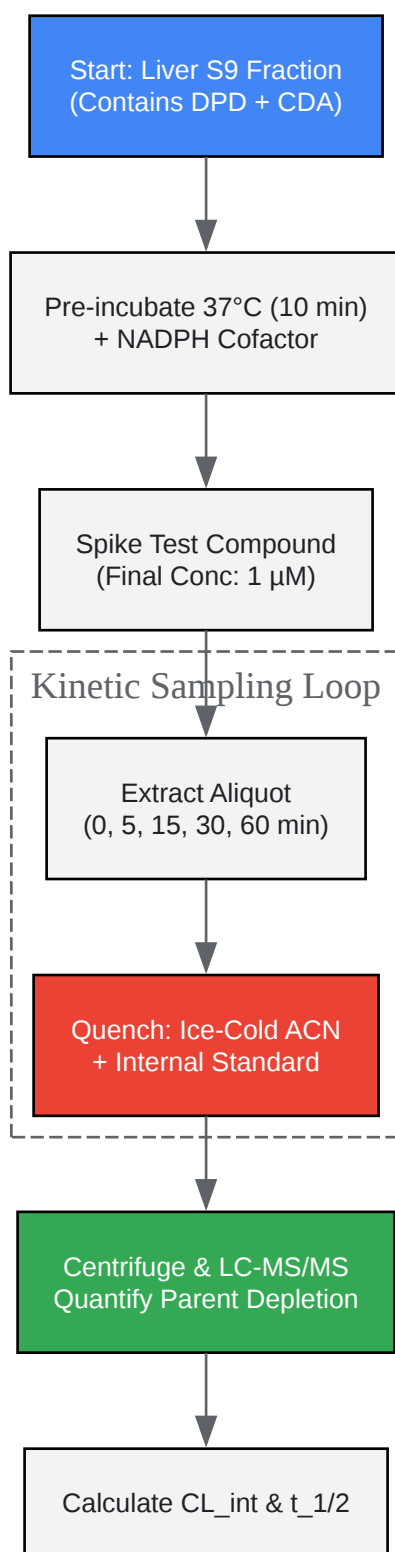 Start: Liver S9 Fraction
(Contains DPD + CDA)
Pre-incubate 37°C (10 min)
+ NADPH Cofactor
Spike Test Compound
(Final Conc: 1 µM)
Kinetic Sampling Loop
Extract Aliquot
(0, 5, 15, 30, 60 min)
Quench: Ice-Cold ACN
+ Internal Standard
Centrifuge & LC-MS/MS
Quantify Parent Depletion
Calculate CL_int & t_1/2